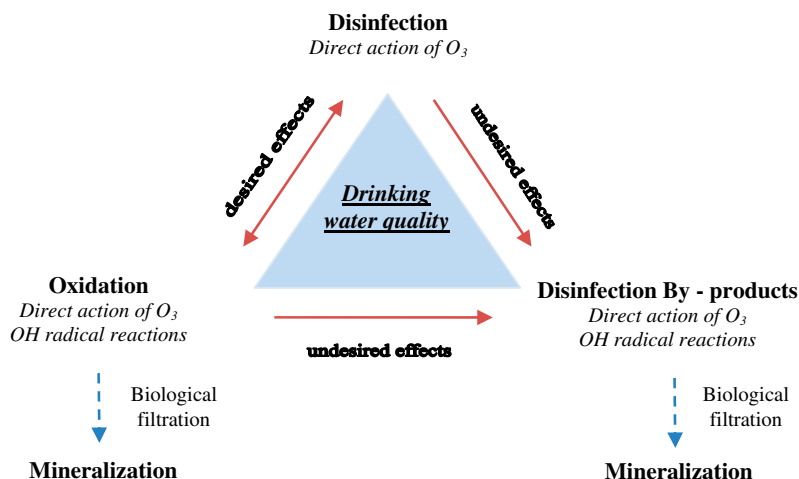 Disinfection
Direct action of O₃
desired effects
undesired effects
Drinking
water quality
Oxidation
Direct action of O₃
OH radical reactions
Disinfection By - products
Direct action of O₃
OH radical reactions
undesired effects
Biological
filtration
Biological
filtration
Mineralization
Mineralization